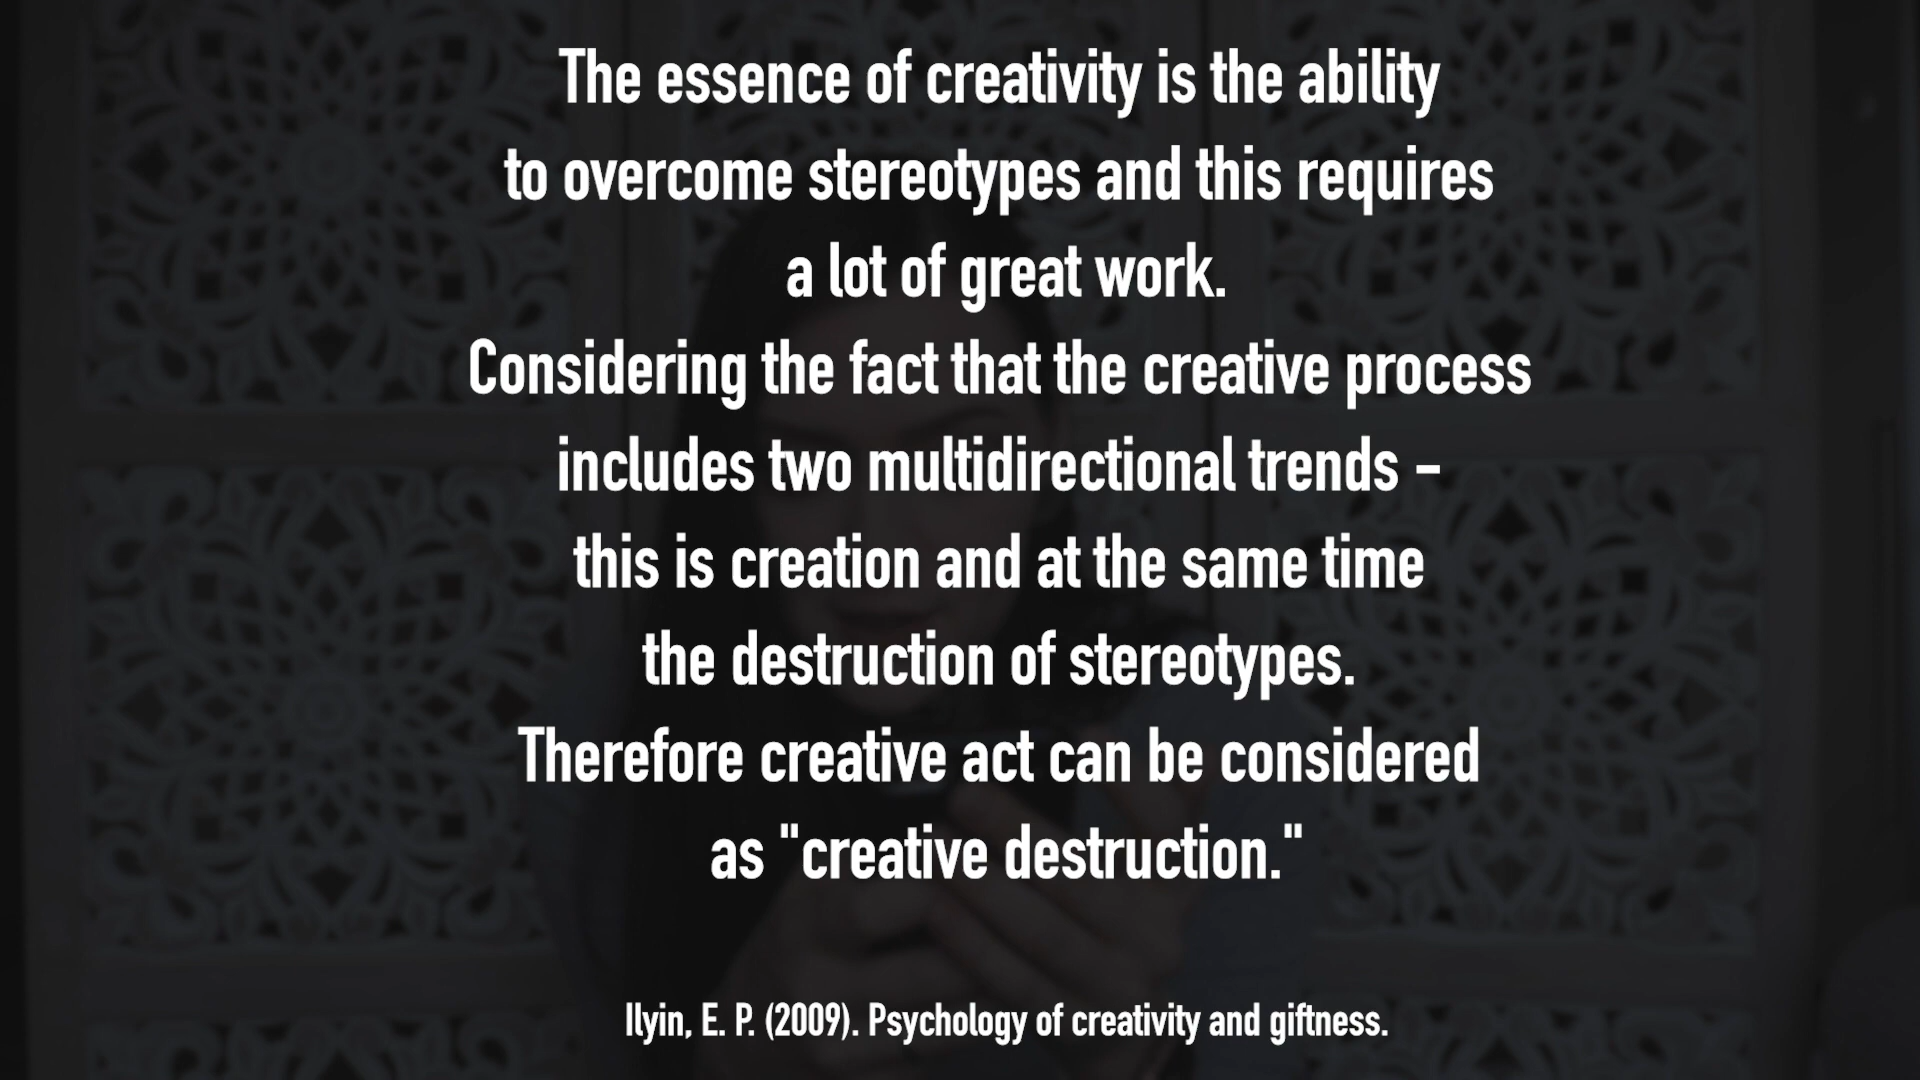 The essence of creativity is the ability
to overcome stereotypes and this requires
a lot of great work.
Considering the fact that the creative process
includes two multidirectional trends –
this is creation and at the same time
the destruction of stereotypes.
Therefore creative act can be considered
as "creative destruction."
Ilyin, E. P. (2009). Psychology of creativity and giftness.